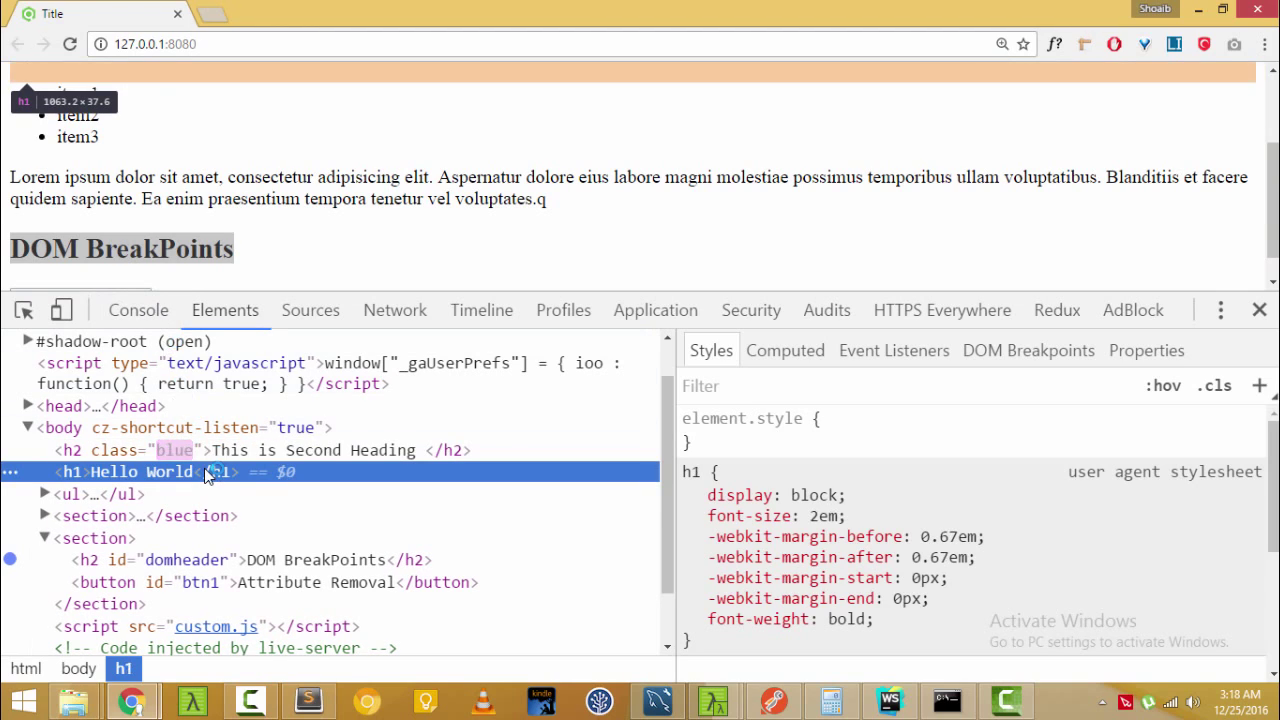 Title
Shoaib
127.0.0.1:8080
f?
LI
h1 1063.2×37.6
item2
item3
Lorem ipsum dolor sit amet, consectetur adipisicing elit. Aspernatur dolore eius labore magni molestiae possimus temporibus ullam voluptatibus. Blanditiis et facere
quidem sapiente. Ea enim praesentium tempora tenetur vel voluptates.q
DOM BreakPoints
Console Elements Sources Network Timeline Profiles Application Security Audits HTTPS Everywhere Redux AdBlock
#shadow-root (open)
<script type="text/javascript">window["_gaUserPrefs"] = { ioo :
function() { return true; } }</script>
<head>…</head>
<body cz-shortcut-listen="true">
<h2 class="blue">This is Second Heading </h2>
<h1>Hello World</h1> == $0
<ul>…</ul>
<section>…</section>
<section>
<h2 id="domheader">DOM BreakPoints</h2>
<button id="btn1">Attribute Removal</button>
</section>
<script src="custom.js"></script>
<!-- Code injected by live-server -->
html body h1
Styles Computed Event Listeners DOM Breakpoints Properties
Filter :hov .cls +
element.style {
}
h1 { user agent stylesheet
display: block;
font-size: 2em;
-webkit-margin-before: 0.67em;
-webkit-margin-after: 0.67em;
-webkit-margin-start: 0px;
-webkit-margin-end: 0px;
font-weight: bold;
}
Activate Windows
Go to PC settings to activate Windows.
kindle
WS
3:18 AM
12/25/2016